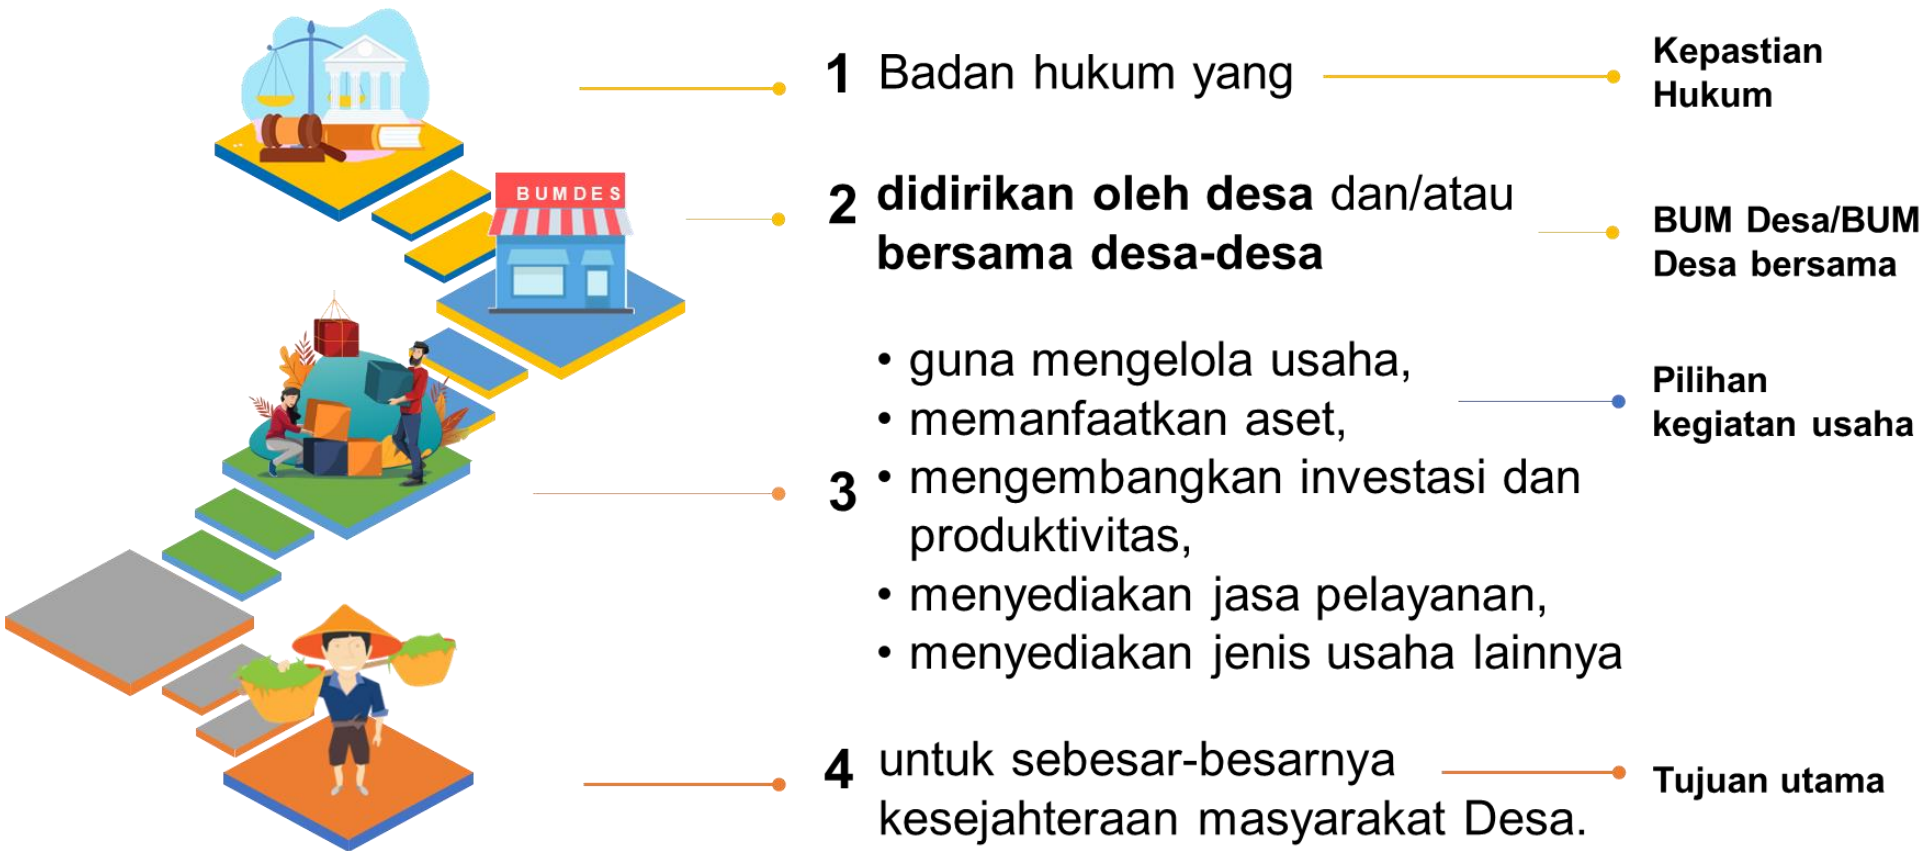 1 Badan hukum yang
Kepastian
Hukum
BUMDES
2 didirikan oleh desa dan/atau
bersama desa-desa
BUM Desa/BUM
Desa bersama
3
• guna mengelola usaha,
• memanfaatkan aset,
• mengembangkan investasi dan
produktivitas,
• menyediakan jasa pelayanan,
• menyediakan jenis usaha lainnya
Pilihan
kegiatan usaha
4 untuk sebesar-besarnya
kesejahteraan masyarakat Desa.
Tujuan utama